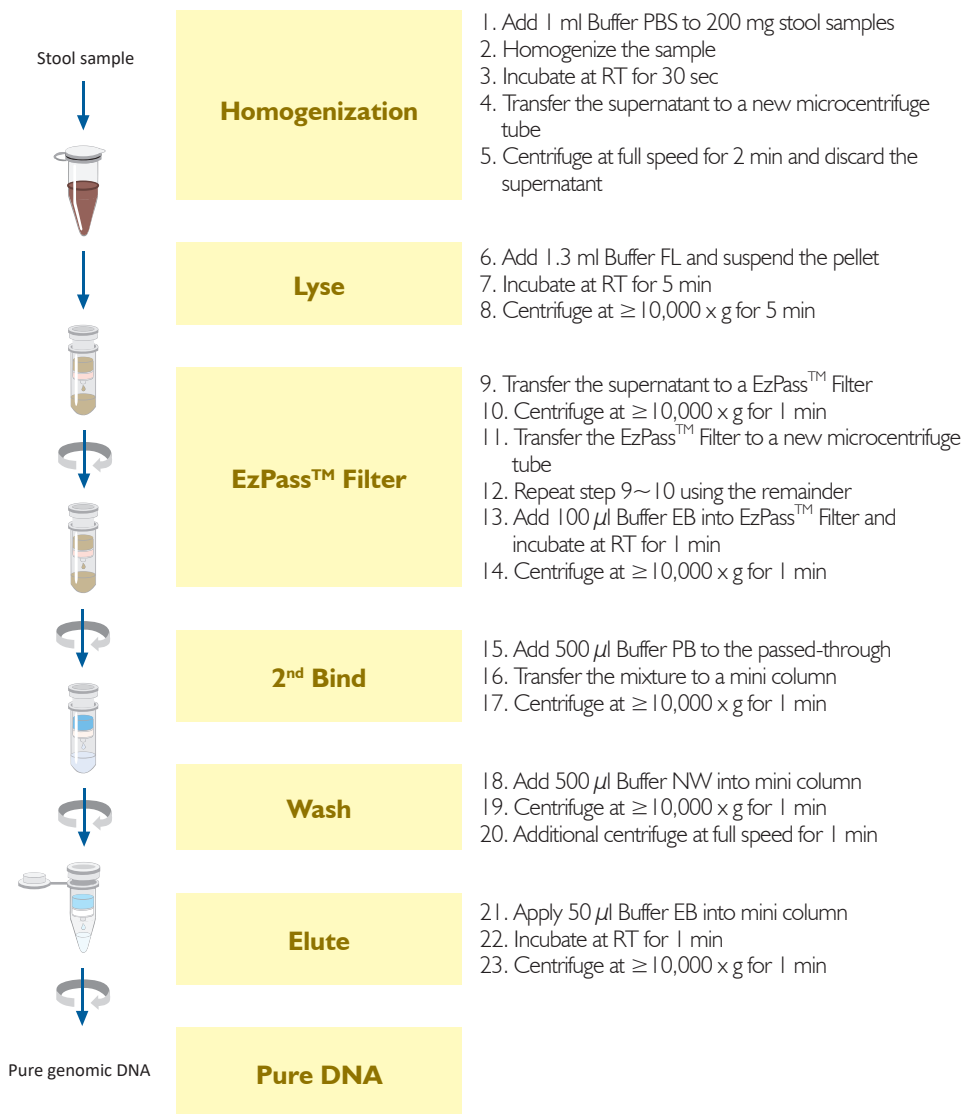 Stool sample
Homogenization
1. Add 1 ml Buffer PBS to 200 mg stool samples
2. Homogenize the sample
3. Incubate at RT for 30 sec
4. Transfer the supernatant to a new microcentrifuge
tube
5. Centrifuge at full speed for 2 min and discard the
supernatant
Lyse
6. Add 1.3 ml Buffer FL and suspend the pellet
7. Incubate at RT for 5 min
8. Centrifuge at ≥10,000 x g for 5 min
EzPass™ Filter
9. Transfer the supernatant to a EzPass™ Filter
10. Centrifuge at ≥10,000 x g for 1 min
11. Transfer the EzPass™ Filter to a new microcentrifuge
tube
12. Repeat step 9~10 using the remainder
13. Add 100 µl Buffer EB into EzPass™ Filter and
incubate at RT for 1 min
14. Centrifuge at ≥10,000 x g for 1 min
2nd Bind
15. Add 500 µl Buffer PB to the passed-through
16. Transfer the mixture to a mini column
17. Centrifuge at ≥10,000 x g for 1 min
Wash
18. Add 500 µl Buffer NW into mini column
19. Centrifuge at ≥10,000 x g for 1 min
20. Additional centrifuge at full speed for 1 min
Elute
21. Apply 50 µl Buffer EB into mini column
22. Incubate at RT for 1 min
23. Centrifuge at ≥10,000 x g for 1 min
Pure genomic DNA
Pure DNA